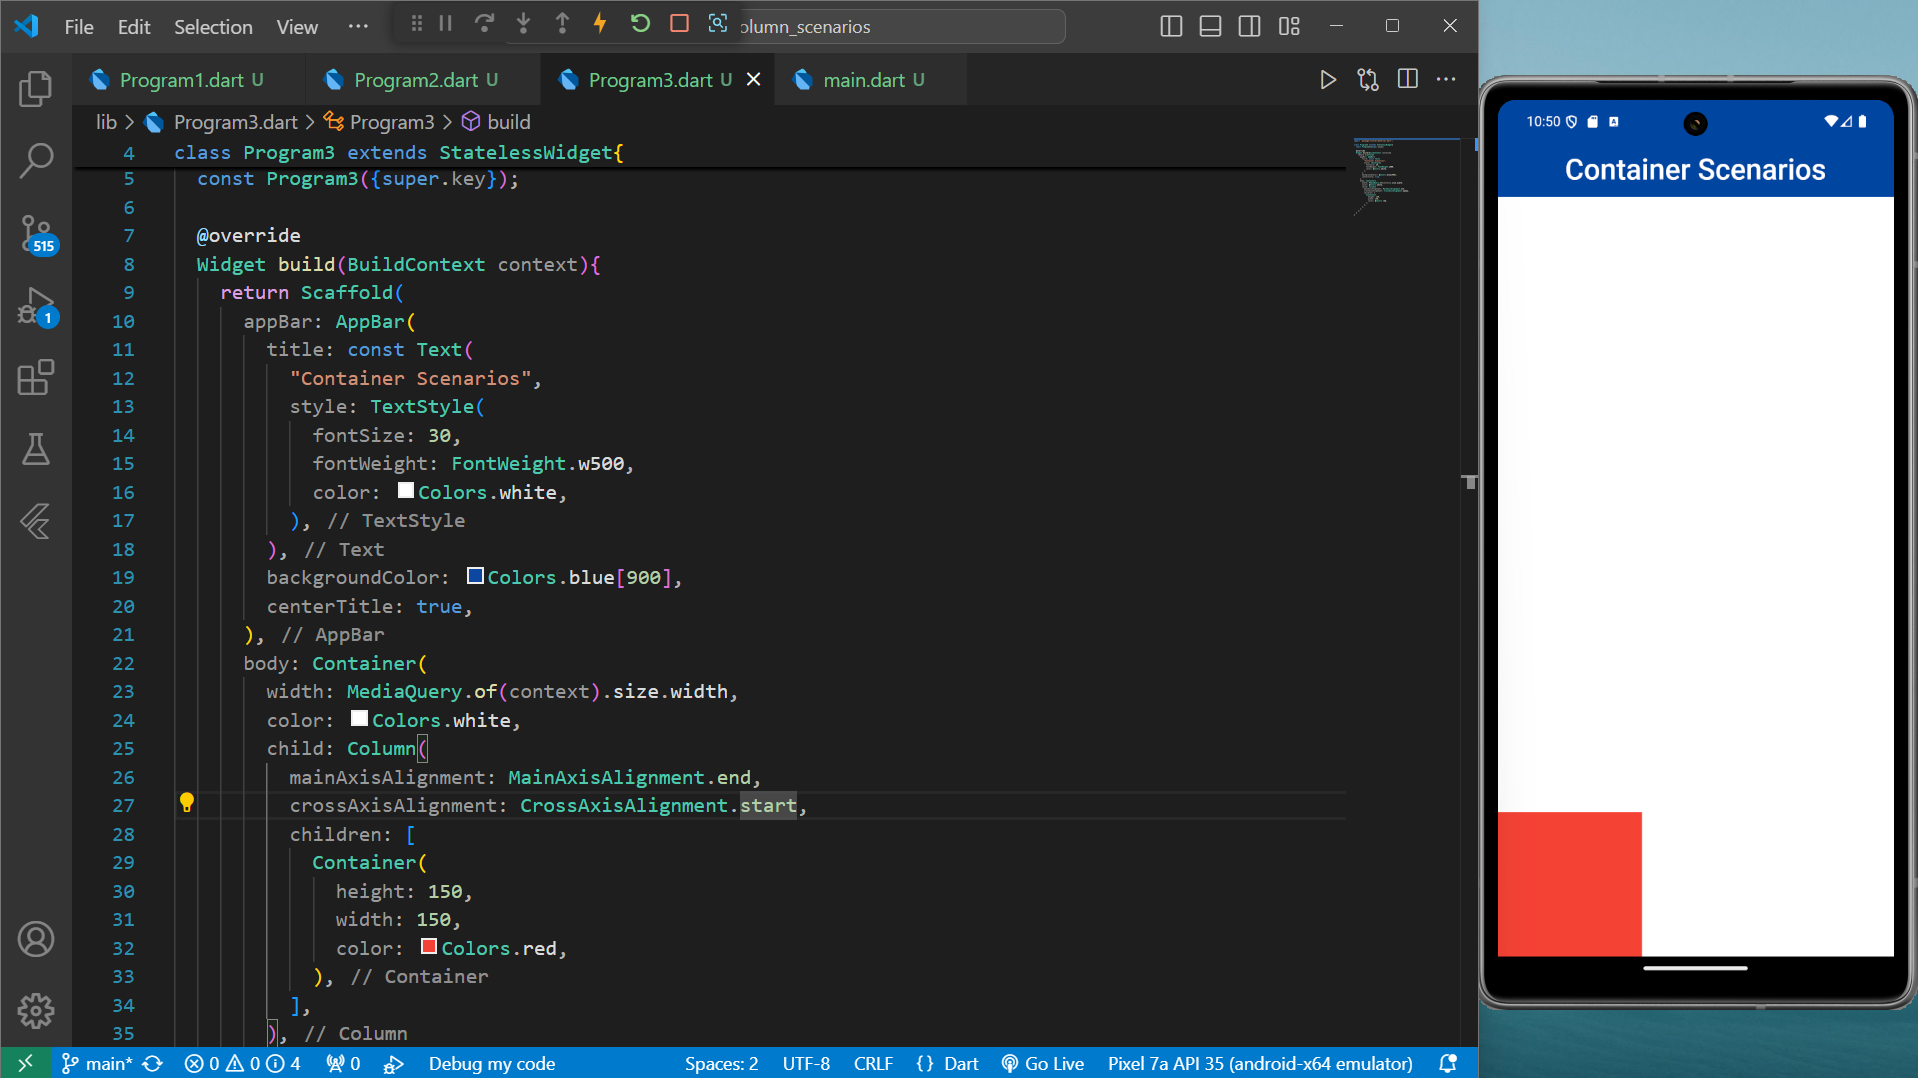 File Edit Selection View ··· olumn_scenarios
Program1.dart U Program2.dart U Program3.dart U main.dart U
lib > Program3.dart > Program3 > build
4 class Program3 extends StatelessWidget{
5 const Program3({super.key});
6
7 @override
8 Widget build(BuildContext context){
9 return Scaffold(
10 appBar: AppBar(
11 title: const Text(
12 "Container Scenarios",
13 style: TextStyle(
14 fontSize: 30,
15 fontWeight: FontWeight.w500,
16 color: Colors.white,
17 ), // TextStyle
18 ), // Text
19 backgroundColor: Colors.blue[900],
20 centerTitle: true,
21 ), // AppBar
22 body: Container(
23 width: MediaQuery.of(context).size.width,
24 color: Colors.white,
25 child: Column(
26 mainAxisAlignment: MainAxisAlignment.end,
27 crossAxisAlignment: CrossAxisAlignment.start,
28 children: [
29 Container(
30 height: 150,
31 width: 150,
32 color: Colors.red,
33 ), // Container
34 ],
35 ), // Column
515
1
main* 0 0 4 0 Debug my code Spaces: 2 UTF-8 CRLF {} Dart Go Live Pixel 7a API 35 (android-x64 emulator)
10:50 A
Container Scenarios